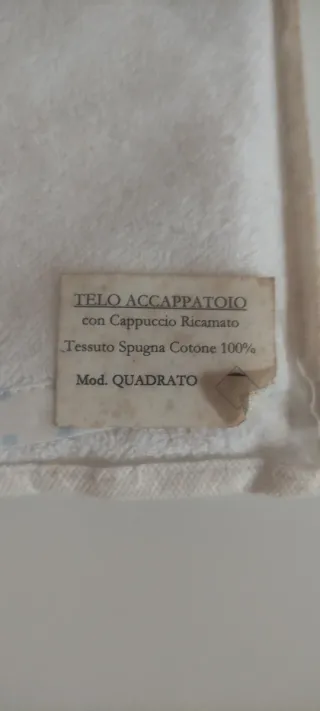 TELO ACCAPPATOIO
con Cappuccio Ricamato
Tessuto Spugna Cotone 100%
Mod. QUADRATO